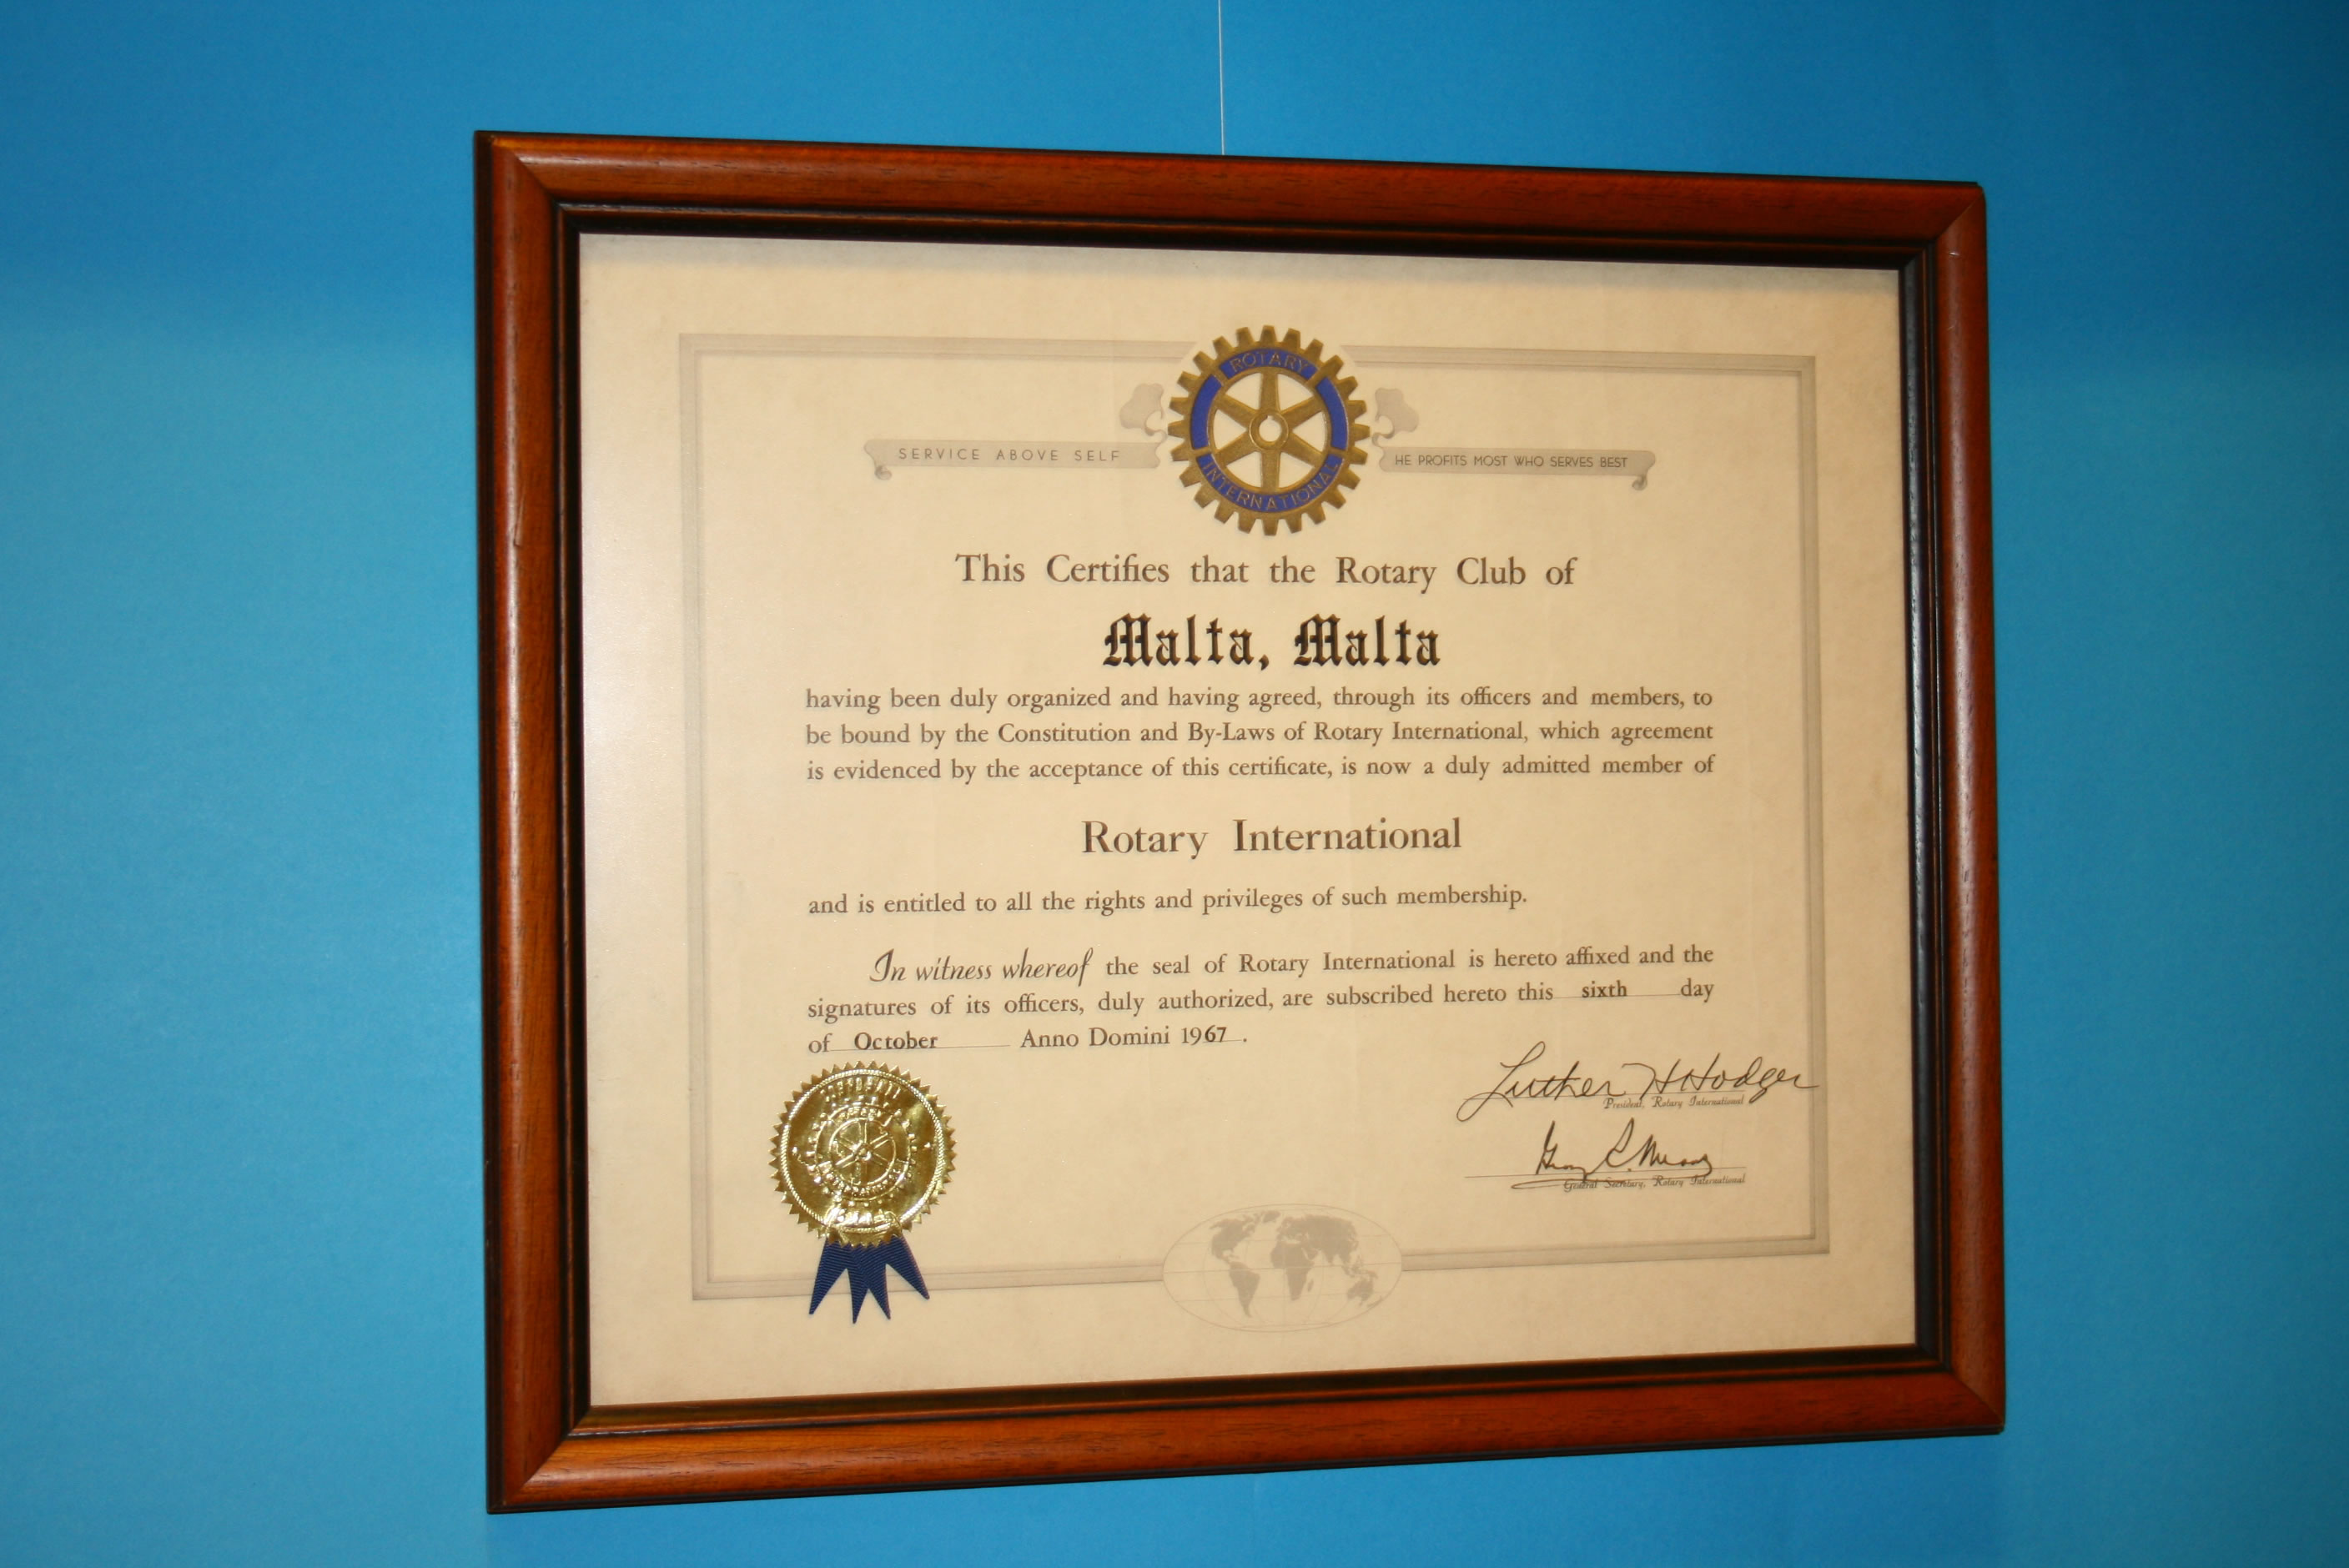 ROTARY
INTERNATIONAL
SERVICE ABOVE SELF
HE PROFITS MOST WHO SERVES BEST
This Certifies that the Rotary Club of
Malta, Malta
having been duly organized and having agreed, through its officers and members, to
be bound by the Constitution and By-Laws of Rotary International, which agreement
is evidenced by the acceptance of this certificate, is now a duly admitted member of
Rotary International
and is entitled to all the rights and privileges of such membership.
In witness whereof the seal of Rotary International is hereto affixed and the
signatures of its officers, duly authorized, are subscribed hereto this sixth day
of October Anno Domini 1967.
Luther H Hodges
President, Rotary International
General Secretary, Rotary International